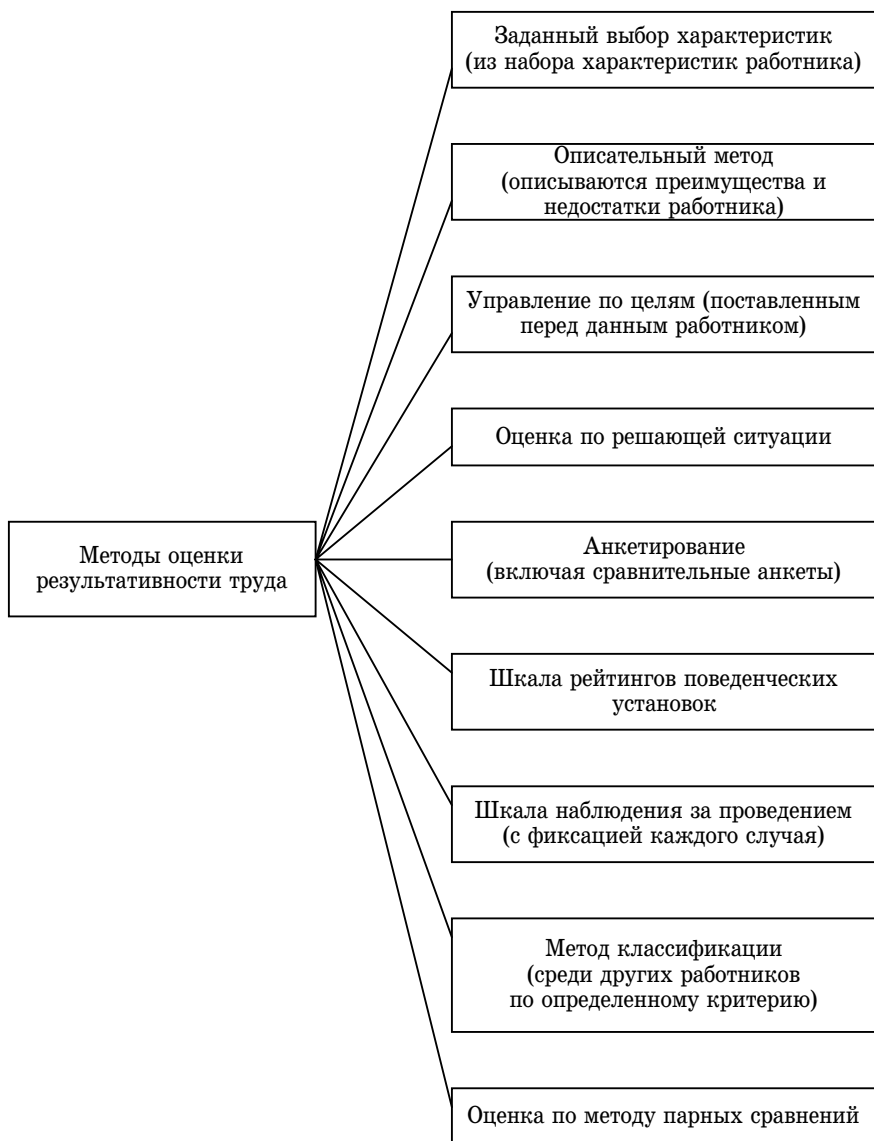 Заданный выбор характеристик
(из набора характеристик работника)
Описательный метод
(описываются преимущества и
недостатки работника)
Управление по целям (поставленным
перед данным работником)
Оценка по решающей ситуации
Методы оценки
результативности труда
Анкетирование
(включая сравнительные анкеты)
Шкала рейтингов поведенческих
установок
Шкала наблюдения за проведением
(с фиксацией каждого случая)
Метод классификации
(среди других работников
по определенному критерию)
Оценка по методу парных сравнений